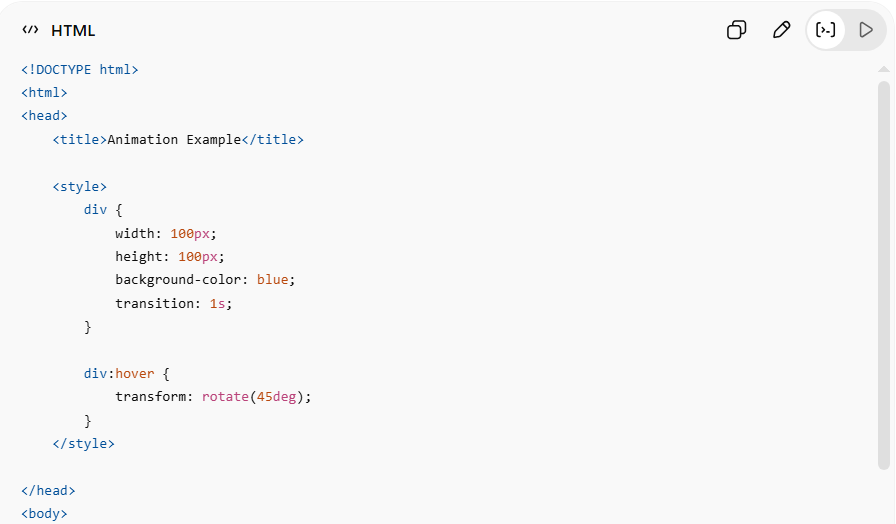 HTML
<!DOCTYPE html>
<html>
<head>
    <title>Animation Example</title>

    <style>
        div {
            width: 100px;
            height: 100px;
            background-color: blue;
            transition: 1s;
        }

        div:hover {
            transform: rotate(45deg);
        }
    </style>

</head>
<body>